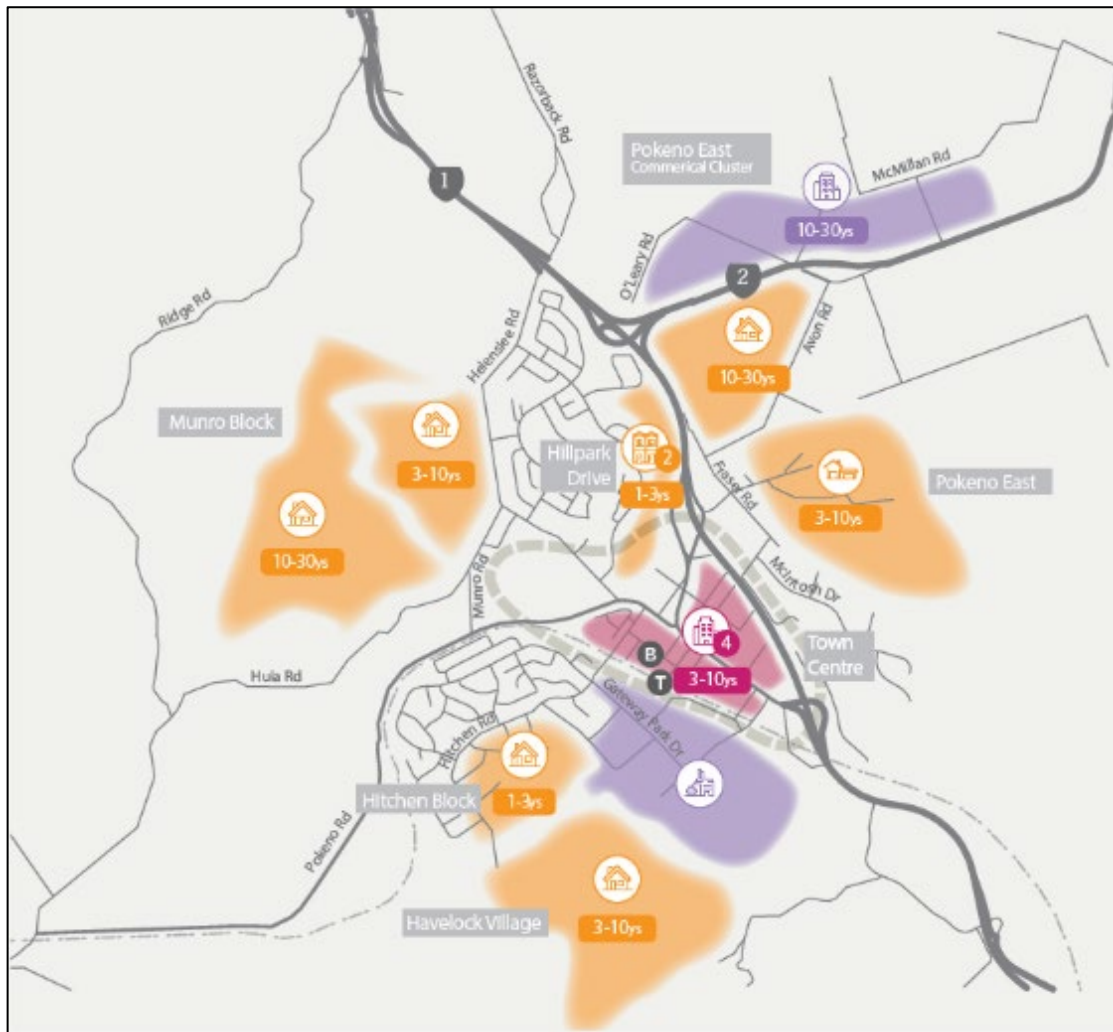 1
Razorback Rd
Pokeno East
Commerical Cluster
McMillan Rd
10-30ys
O'Leary Rd
2
Ridge Rd
Helenslee Rd
Avon Rd
10-30ys
Munro Block
3-10ys
Hillpark
Drive
2
1-3ys
Fraser Rd
Pokeno East
3-10ys
10-30ys
Munro Rd
McIntosh Dr
4
Town
Centre
B
T
3-10ys
Huia Rd
Gateway Park Dr
Hitchen Rd
Hitchen Block
1-3ys
Pokeno Rd
Havelock Village
3-10ys